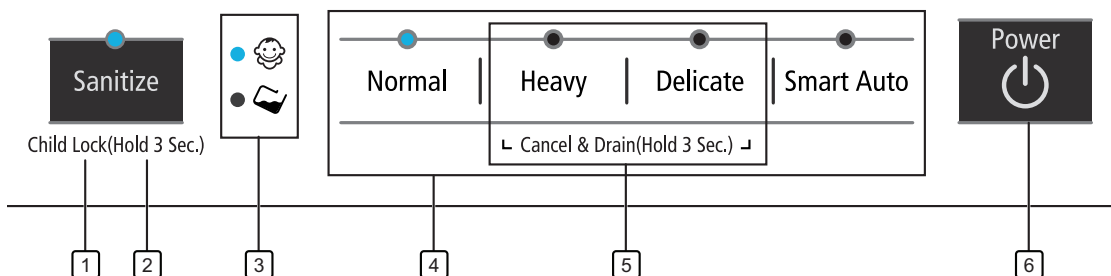 Power
Sanitize
Normal
Heavy
Delicate
Smart Auto
Child Lock(Hold 3 Sec.)
Cancel & Drain(Hold 3 Sec.)
1
2
3
4
5
6